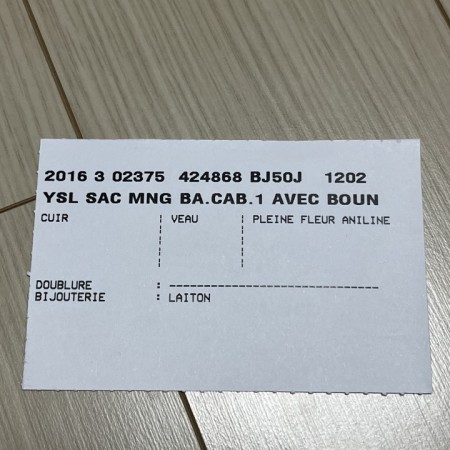 2016 3 02375 424868 BJ50J 1202
YSL SAC MNG BA.CAB.1 AVEC BOUN
CUIR ¦ VEAU ¦ PLEINE FLEUR ANILINE
DOUBLURE : --------------------------------
BIJOUTERIE : LAITON